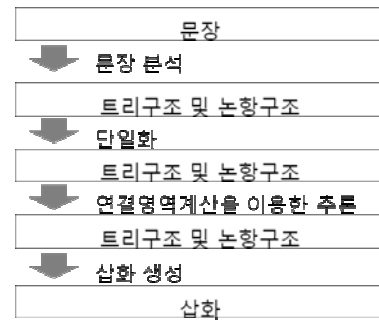 문장
문장 분석
트리구조 및 논항구조
단일화
트리구조 및 논항구조
연결영역계산을 이용한 추론
트리구조 및 논항구조
삽화 생성
삽화